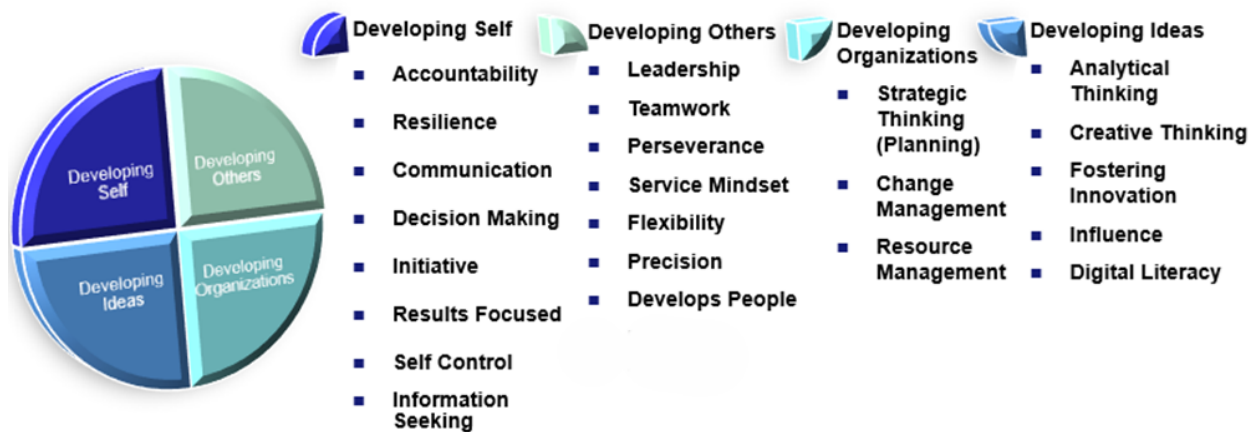 Developing
Self
Developing
Others
Developing
Ideas
Developing
Organizations
Developing Self
Accountability
Resilience
Communication
Decision Making
Initiative
Results Focused
Self Control
Information
Seeking
Developing Others
Leadership
Teamwork
Perseverance
Service Mindset
Flexibility
Precision
Develops People
Developing
Organizations
Strategic
Thinking
(Planning)
Change
Management
Resource
Management
Developing Ideas
Analytical
Thinking
Creative Thinking
Fostering
Innovation
Influence
Digital Literacy